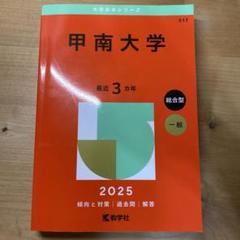 大学赤本シリーズ
517
甲南大学
最近3カ年
総合型
一般
2025
傾向と対策｜過去問｜解答
教学社